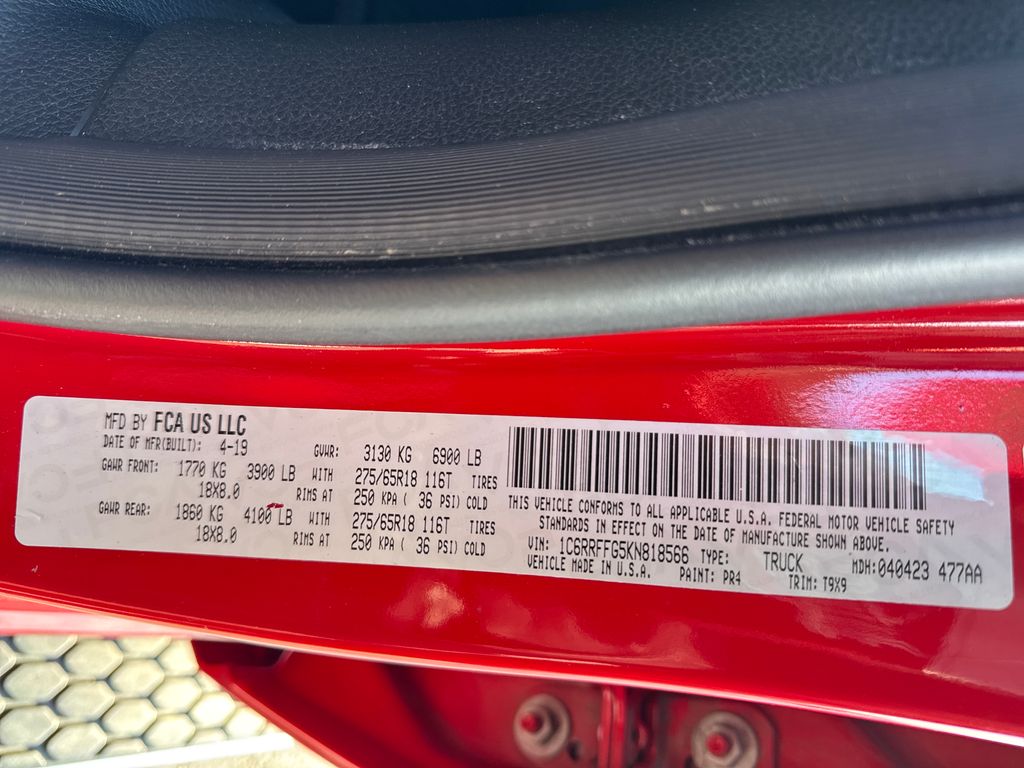 MFD BY FCA US LLC
DATE OF MFR(BUILT): 4-19 GVWR: 3130 KG 6900 LB
GAWR FRONT: 1770 KG 3900 LB WITH 275/65R18 116T TIRES
18X8.0 RIMS AT 250 KPA ( 36 PSI) COLD
GAWR REAR: 1860 KG 4100 LB WITH 275/65R18 116T TIRES
18X8.0 RIMS AT 250 KPA ( 36 PSI) COLD
THIS VEHICLE CONFORMS TO ALL APPLICABLE U.S.A. FEDERAL MOTOR VEHICLE SAFETY
STANDARDS IN EFFECT ON THE DATE OF MANUFACTURE SHOWN ABOVE.
VIN: 1C6RRFFG5KN818566 TYPE: TRUCK MDH:040423 477AA
VEHICLE MADE IN U.S.A. PAINT: PR4 TRIM: T9X9